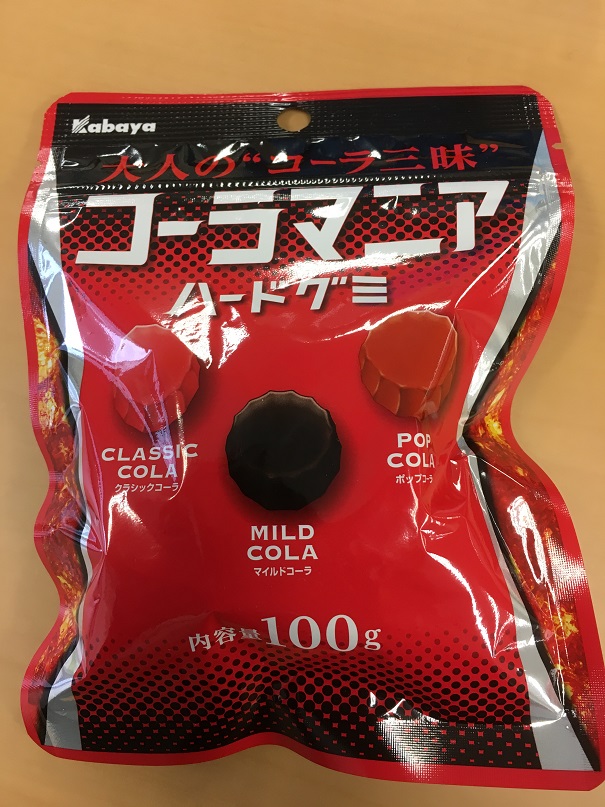 Kabaya
大人の“コーラ三昧”
コーラマニア
ハードグミ
CLASSIC
COLA
クラシックコーラ
MILD
COLA
マイルドコーラ
POP
COLA
ポップコーラ
内容量100g